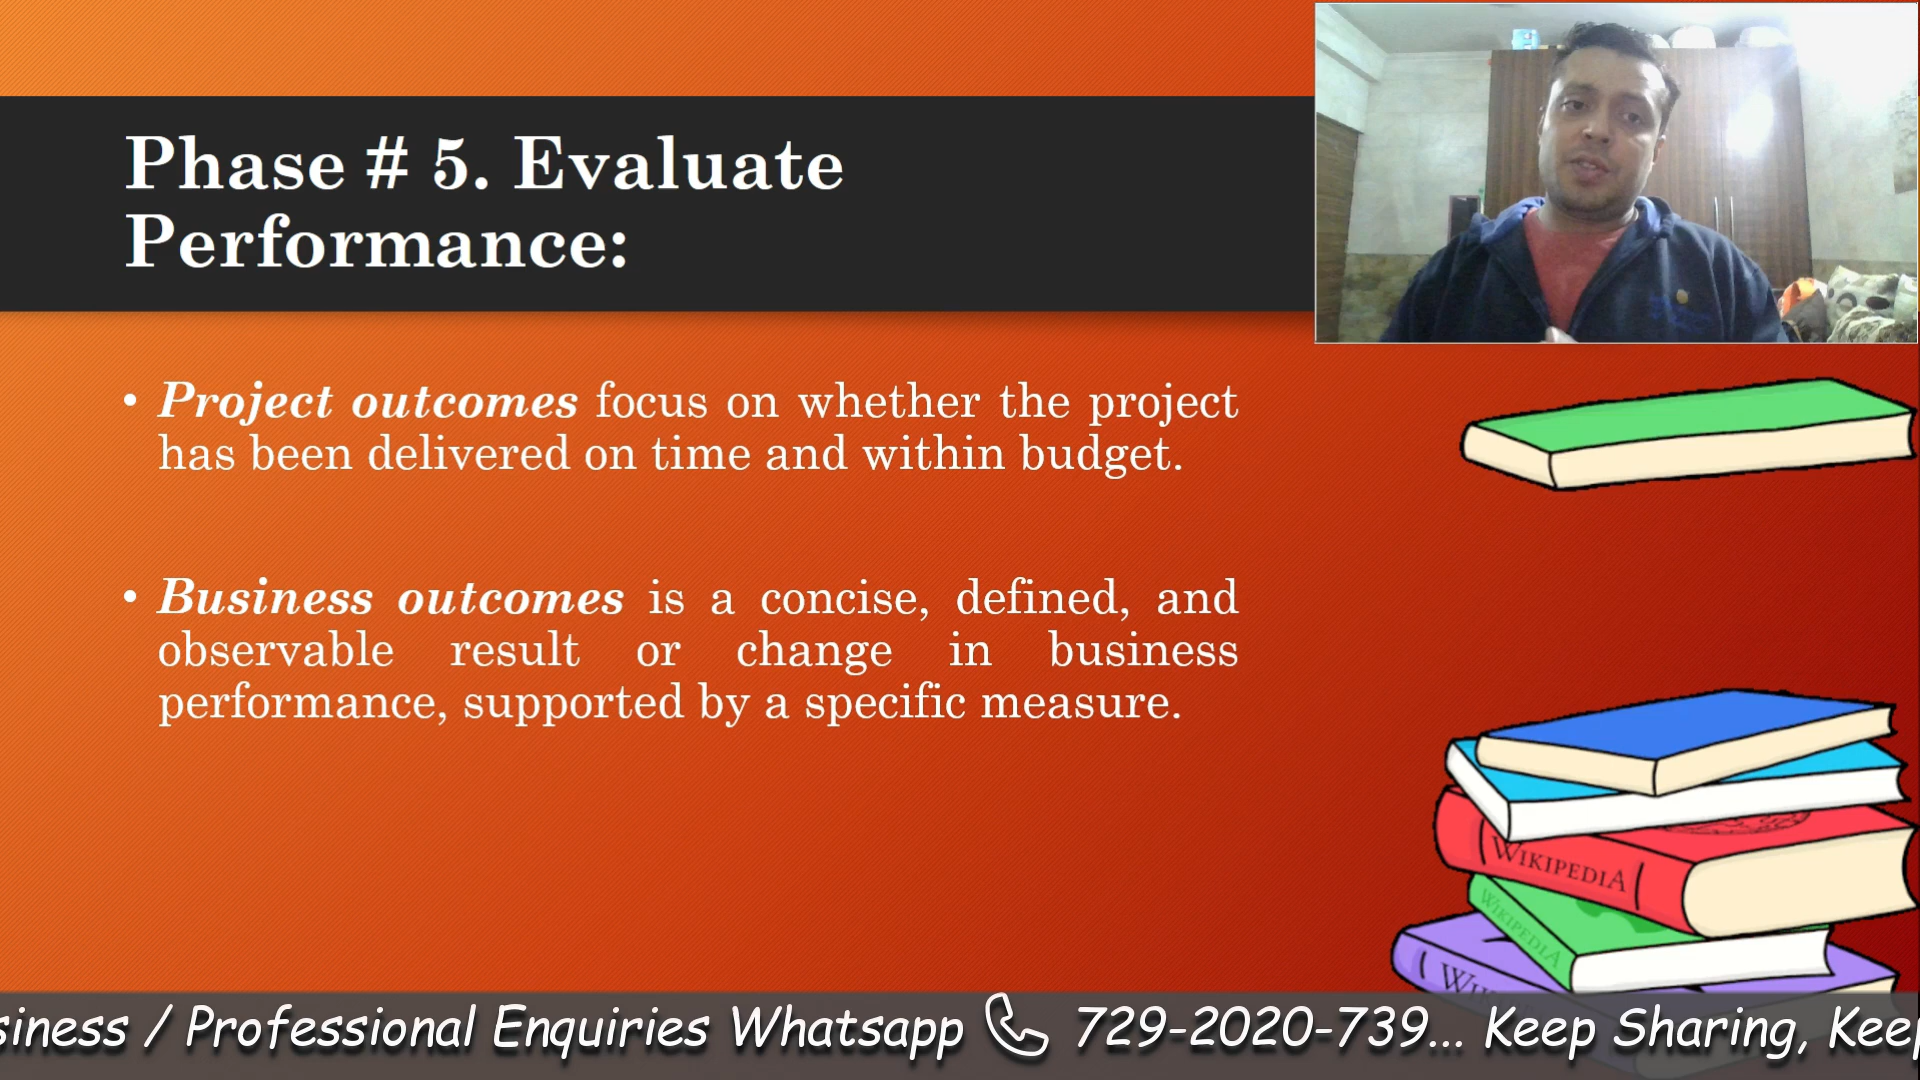 Phase # 5. Evaluate
Performance:
• Project outcomes focus on whether the project
has been delivered on time and within budget.
• Business outcomes is a concise, defined, and
observable result or change in business
performance, supported by a specific measure.
WIKIPEDIA
WIKIPEDIA
siness / Professional Enquiries Whatsapp 729-2020-739... Keep Sharing, Keep